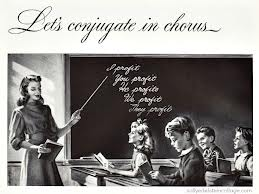 Let's conjugate in chorus
I profit
You profit
He profits
We profit
They profit